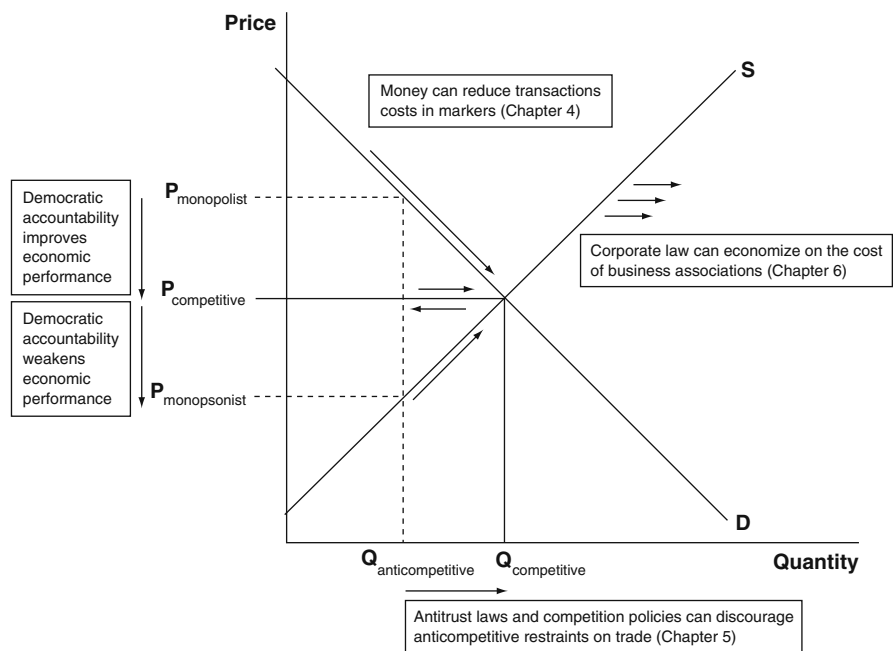 Price
S
Money can reduce transactions
costs in markers (Chapter 4)
Democratic
accountability
improves
economic
performance
P monopolist
Corporate law can economize on the cost
of business associations (Chapter 6)
P competitive
Democratic
accountability
weakens
economic
performance
P monopsonist
D
Q anticompetitive
Q competitive
Quantity
Antitrust laws and competition policies can discourage
anticompetitive restraints on trade (Chapter 5)